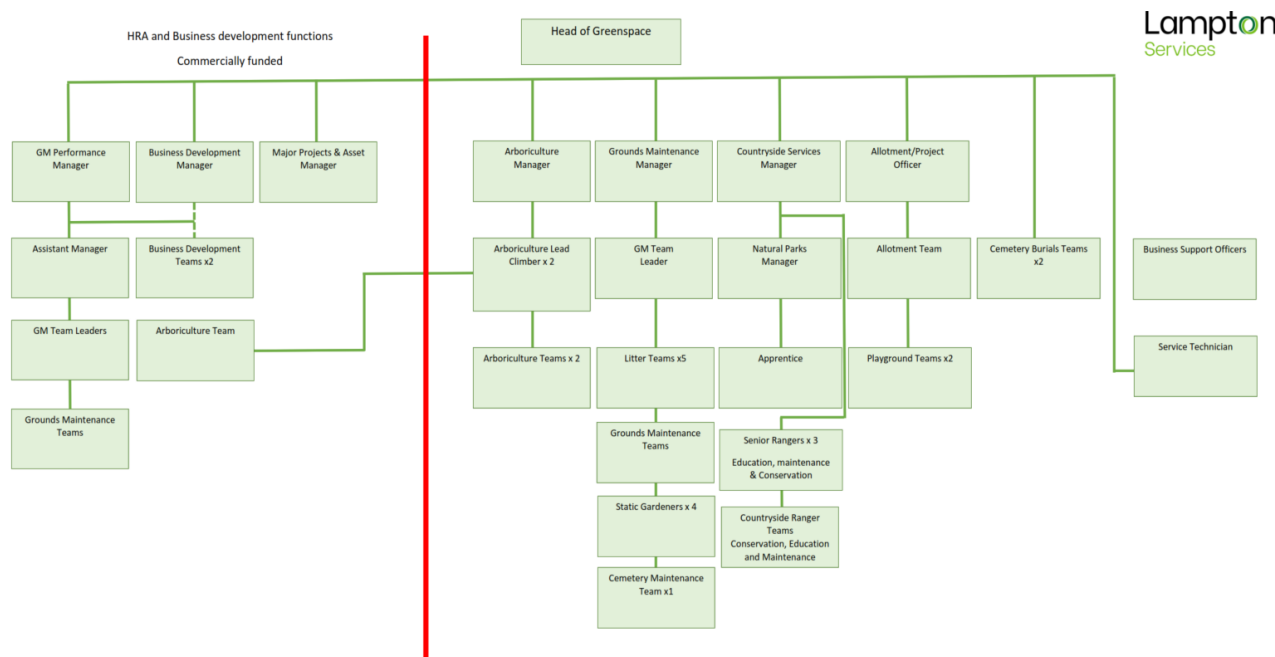 Head of Greenspace
Lampton
Services
HRA and Business development functions
Commercially funded
GM Performance
Manager
Business Development
Manager
Major Projects & Asset
Manager
Arboriculture
Manager
Grounds Maintenance
Manager
Countryside Services
Manager
Allotment/Project
Officer
Assistant Manager
Business Development
Teams x2
Arboriculture Lead
Climber x 2
GM Team
Leader
Natural Parks
Manager
Allotment Team
Cemetery Burials Teams
x2
Business Support Officers
GM Team Leaders
Arboriculture Team
Arboriculture Teams x 2
Litter Teams x5
Apprentice
Playground Teams x2
Service Technician
Grounds Maintenance
Teams
Grounds Maintenance
Teams
Senior Rangers x 3
Education, maintenance
& Conservation
Static Gardeners x 4
Countryside Ranger
Teams
Conservation, Education
and Maintenance
Cemetery Maintenance
Team x1